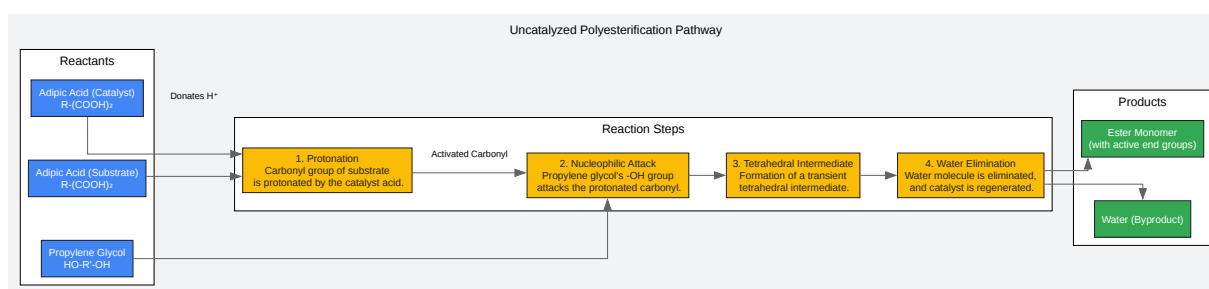 Uncatalyzed Polyesterification Pathway
Reactants
Adipic Acid (Catalyst)
R-(COOH)₂
Donates H⁺
Adipic Acid (Substrate)
R-(COOH)₂
Propylene Glycol
HO-R'-OH
Reaction Steps
1. Protonation
Carbonyl group of substrate
is protonated by the catalyst acid.
Activated Carbonyl
2. Nucleophilic Attack
Propylene glycol's -OH group
attacks the protonated carbonyl.
3. Tetrahedral Intermediate
Formation of a transient
tetrahedral intermediate.
4. Water Elimination
Water molecule is eliminated,
and catalyst is regenerated.
Products
Ester Monomer
(with active end groups)
Water (Byproduct)